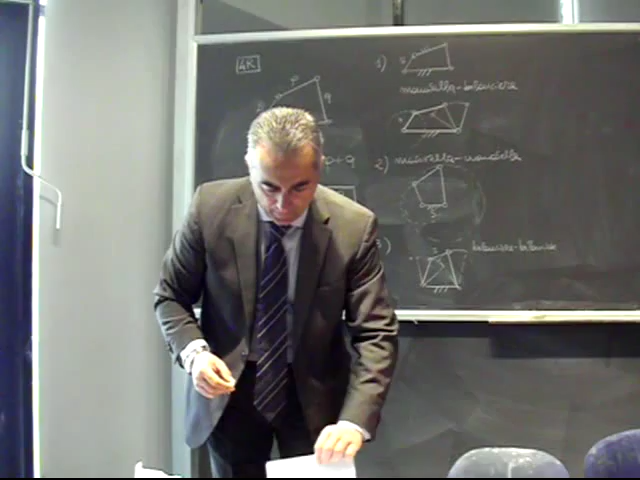 4R
p
q
p+q
1)
manovella-bilanciere
2) manovella-manovella
s
3)
bilanciere-bilanciere